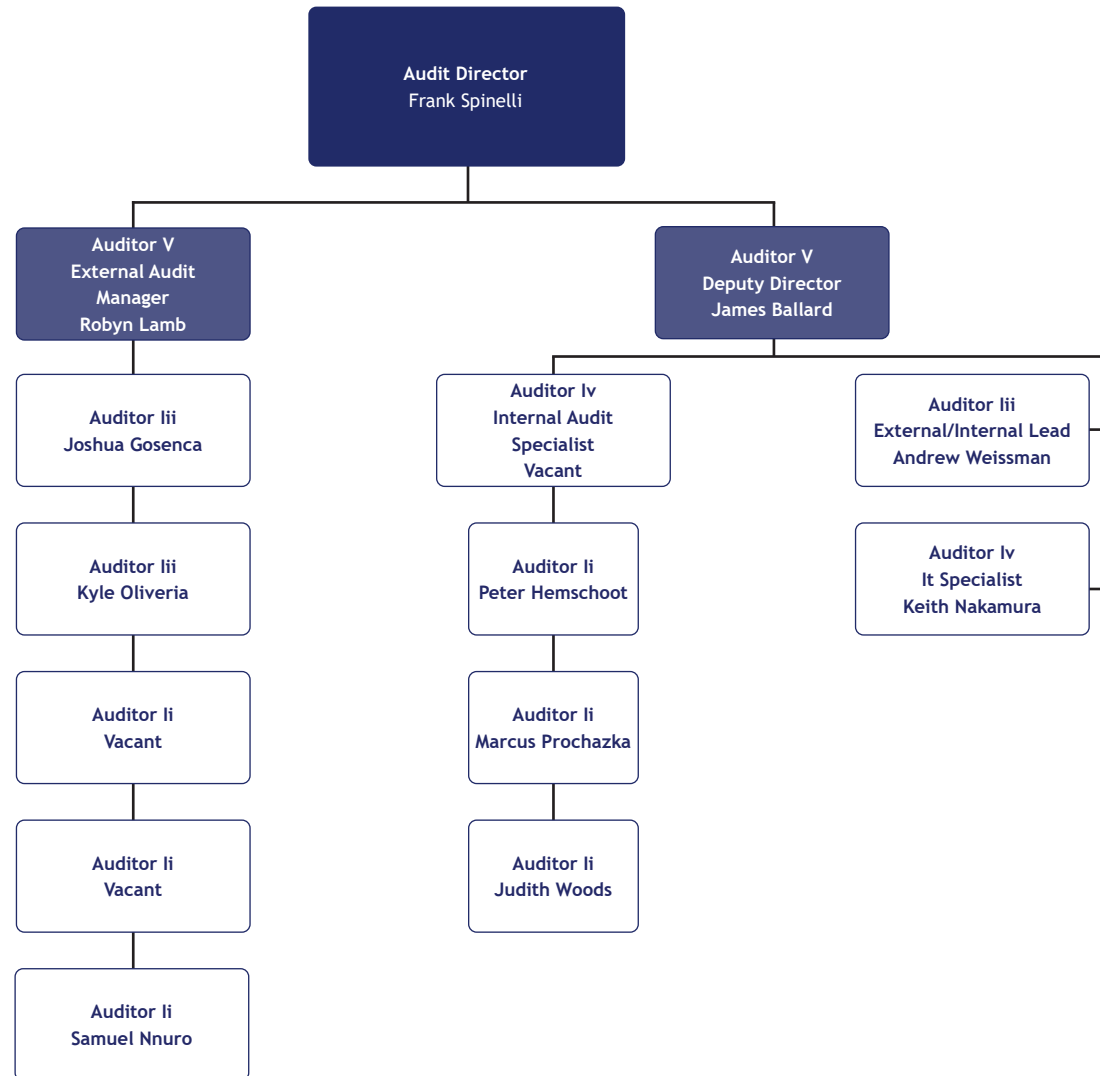 Audit Director
Frank Spinelli
Auditor V
External Audit
Manager
Robyn Lamb
Auditor V
Deputy Director
James Ballard
Auditor Iii
Joshua Gosenca
Auditor Iv
Internal Audit
Specialist
Vacant
Auditor Iii
External/Internal Lead
Andrew Weissman
Auditor Iii
Kyle Oliveria
Auditor Ii
Peter Hemschoot
Auditor Iv
It Specialist
Keith Nakamura
Auditor Ii
Vacant
Auditor Ii
Marcus Prochazka
Auditor Ii
Vacant
Auditor Ii
Judith Woods
Auditor Ii
Samuel Nnuro